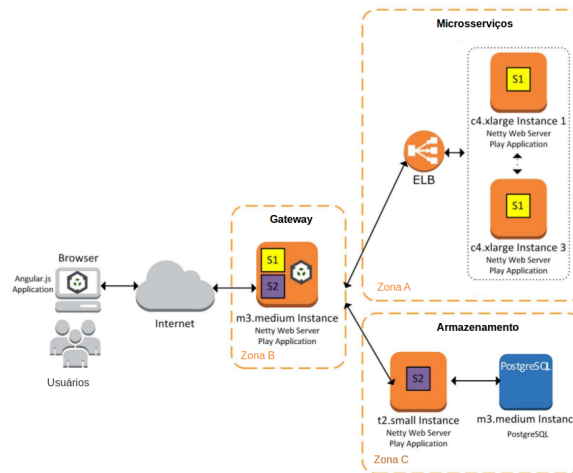 Microsserviços
S1
c4.xlarge Instance 1
Netty Web Server
Play Application
ELB
S1
c4.xlarge Instance 3
Netty Web Server
Play Application
Zona A
Gateway
S1
S2
m3.medium Instance
Netty Web Server
Play Application
Zona B
Browser
Angular.js
Application
Internet
Usuários
Armazenamento
S2
t2.small Instance
Netty Web Server
Play Application
PostgreSQL
m3.medium Instanc
PostgreSQL
Zona C